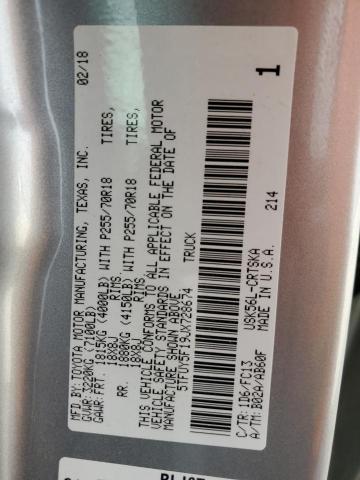 MFD. BY: TOYOTA MOTOR MANUFACTURING, TEXAS, INC. 02/18
GVWR: 3220KG (7100LB)
GAWR: FRT. 1815KG (4000LB) WITH P255/70R18 TIRES,
18X8J RIMS
RR. 1880KG (4150LB) WITH P255/70R18 TIRES,
18X8J RIMS
THIS VEHICLE CONFORMS TO ALL APPLICABLE FEDERAL MOTOR
VEHICLE SAFETY STANDARDS IN EFFECT ON THE DATE OF
MANUFACTURE SHOWN ABOVE.
5TFUY5F19JX728674 TRUCK
C/TR: 1D6/FC13 USK56L-CRTSKA 214
A/TM: B02A/AB80F MADE IN U.S.A.
1